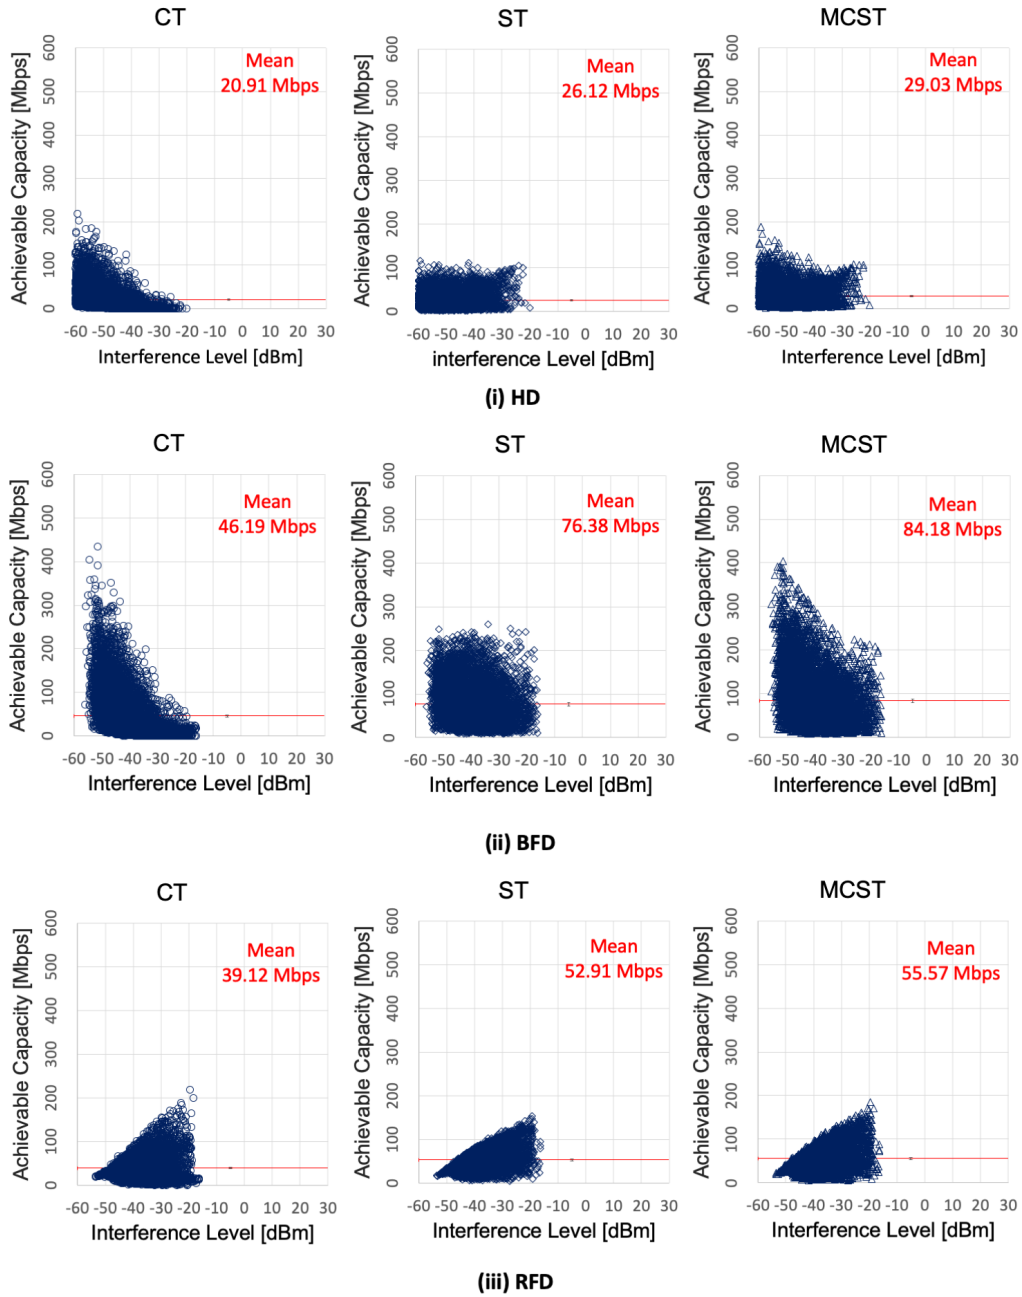 CT
ST
MCST
Achievable Capacity [Mbps]
600
500
400
300
200
100
0
Mean
20.91 Mbps
-60 -50 -40 -30 -20 -10 0 10 20 30
Interference Level [dBm]
Achievable Capacity [Mbps]
600
500
400
300
200
100
0
Mean
26.12 Mbps
-60 -50 -40 -30 -20 -10 0 10 20 30
interference Level [dBm]
Achievable Capacity [Mbps]
600
500
400
300
200
100
0
Mean
29.03 Mbps
-60 -50 -40 -30 -20 -10 0 10 20 30
Interference Level [dBm]
(i) HD
CT
ST
MCST
Achievable Capacity [Mbps]
600
500
400
300
200
100
0
Mean
46.19 Mbps
-60 -50 -40 -30 -20 -10 0 10 20 30
Interference Level [dBm]
Achievable Capacity [Mbps]
600
500
400
300
200
100
0
Mean
76.38 Mbps
-60 -50 -40 -30 -20 -10 0 10 20 30
Interference Level [dBm]
Achievable Capacity [Mbps]
600
500
400
300
200
100
0
Mean
84.18 Mbps
-60 -50 -40 -30 -20 -10 0 10 20 30
Interference Level [dBm]
(ii) BFD
CT
ST
MCST
Achievable Capacity [Mbps]
600
500
400
300
200
100
0
Mean
39.12 Mbps
-60 -50 -40 -30 -20 -10 0 10 20 30
Interference Level [dBm]
Achievable Capacity [Mbps]
600
500
400
300
200
100
0
Mean
52.91 Mbps
-60 -50 -40 -30 -20 -10 0 10 20 30
Interference Level [dBm]
Achievable Capacity [Mbps]
600
500
400
300
200
100
0
Mean
55.57 Mbps
-60 -50 -40 -30 -20 -10 0 10 20 30
Interference Level [dBm]
(iii) RFD